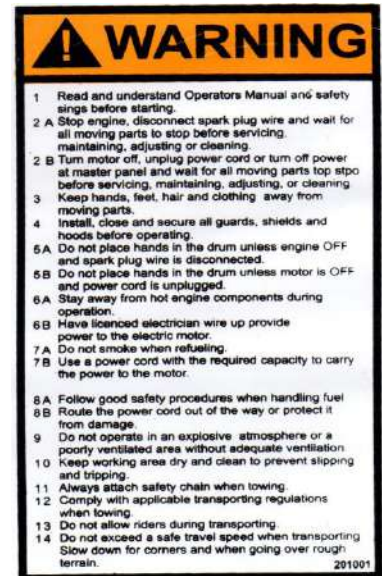 WARNING
1 Read and understand Operators Manual and safety
sings before starting.
2 A Stop engine, disconnect spark plug wire and wait for
all moving parts to stop before servicing,
maintaining, adjusting or cleaning.
2 B Turn motor off, unplug power cord or turn off power
at master panel and wait for all moving parts top stpo
before servicing, maintaining, adjusting, or cleaning
3 Keep hands, feet, hair and clothing away from
moving parts.
4 Install, close and secure all guards, shields and
hoods before operating.
5A Do not place hands in the drum unless engine OFF
and spark plug wire is disconnected.
5B Do not place hands in the drum unless motor is OFF
and power cord is unplugged.
6A Stay away from hot engine components during
operation.
6B Have licenced electrician wire up provide
power to the electric motor.
7A Do not smoke when refueling.
7B Use a power cord with the required capacity to carry
the power to the motor.
8A Follow good safety procedures when handling fuel
8B Route the power cord out of the way or protect it
from damage.
9 Do not operate in an explosive atmosphere or a
poorly ventilated area without adequate ventilation
10 Keep working area dry and clean to prevent slipping
and tripping.
11 Always attach safety chain when towing.
12 Comply with applicable transporting regulations
when towing.
13 Do not allow riders during transporting.
14 Do not exceed a safe travel speed when transporting
Slow down for corners and when going over rough
terrain.
201001